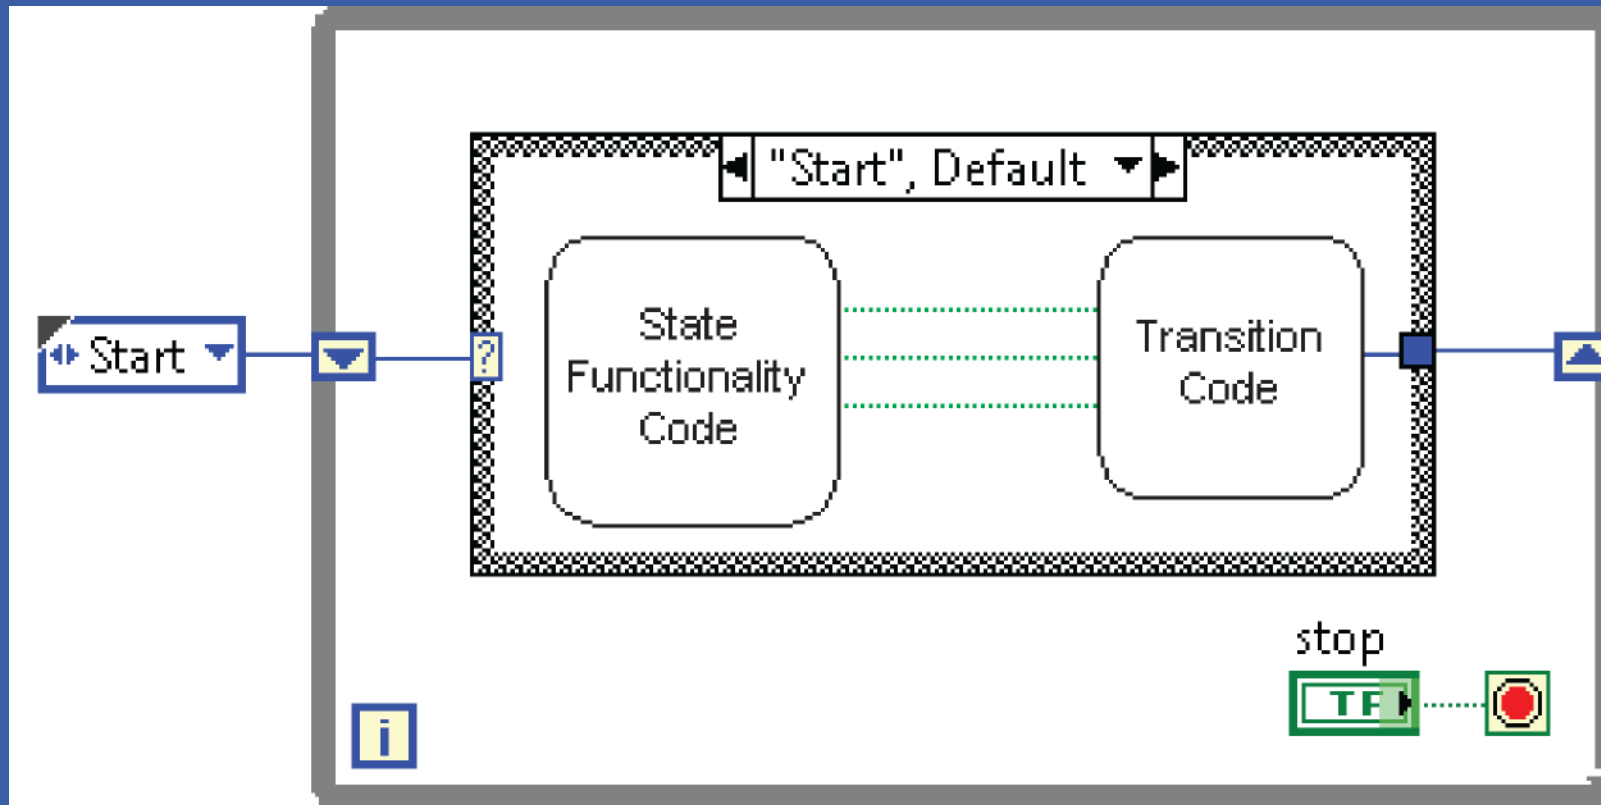 "Start", Default
Start
?
State
Functionality
Code
Transition
Code
stop
TF
i